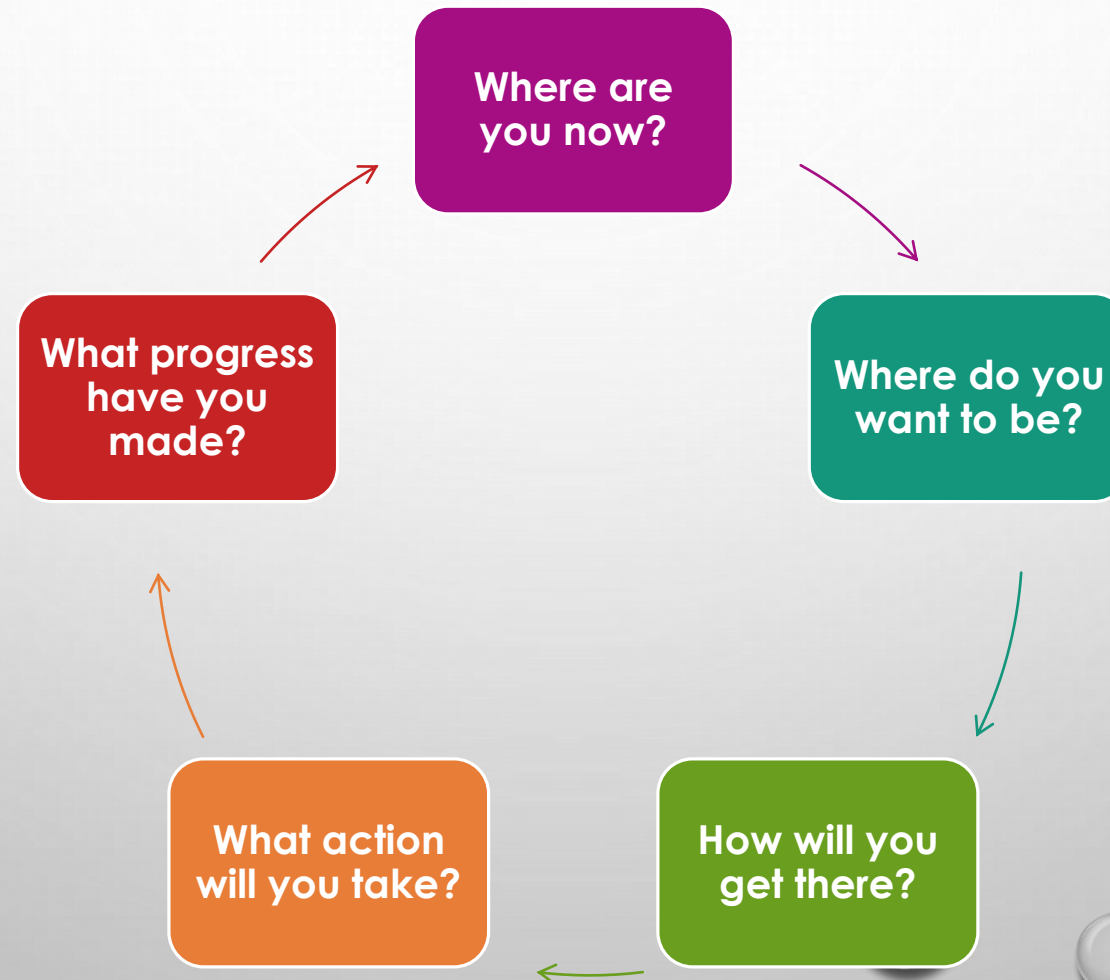 Where are
you now?
Where do you
want to be?
How will you
get there?
What action
will you take?
What progress
have you
made?